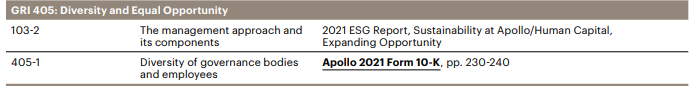 GRI 405: Diversity and Equal Opportunity
103-2 The management approach and its components 2021 ESG Report, Sustainability at Apollo/Human Capital, Expanding Opportunity
405-1 Diversity of governance bodies and employees Apollo 2021 Form 10-K, pp. 230-240